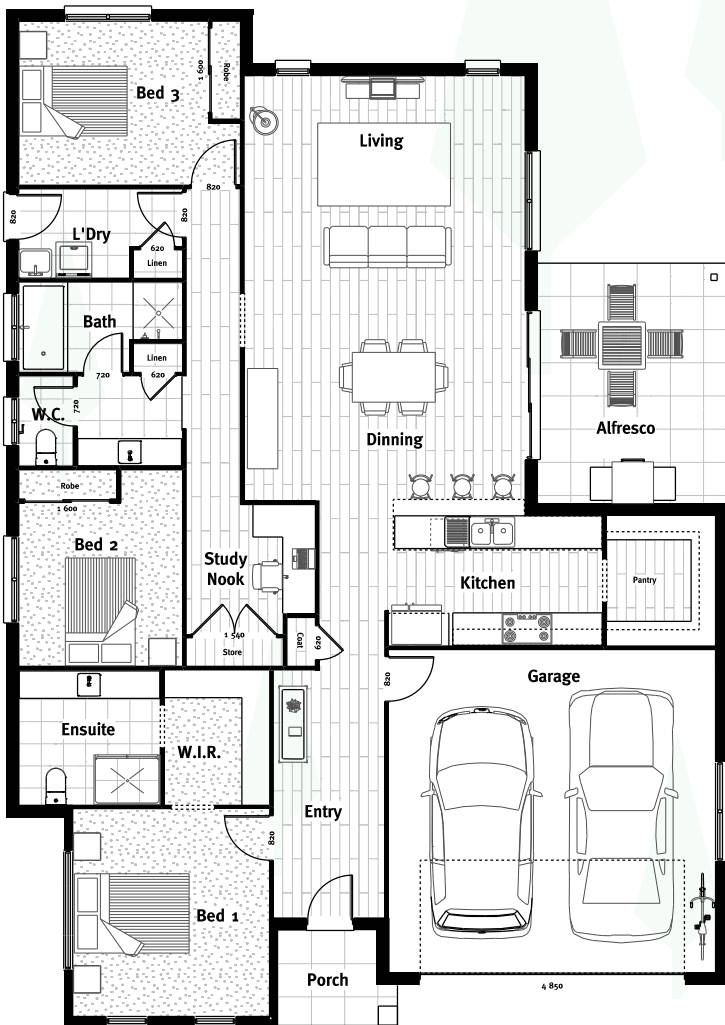 Bed 3
1 600
Robe
Living
820
820
820
L'Dry
620
Linen
Bath
Linen
720
620
W.C.
720
Dinning
Alfresco
Robe
1 600
Bed 2
Study
Nook
Kitchen
Pantry
1 540
Store
Coat
620
Garage
820
Ensuite
W.I.R.
Entry
820
Bed 1
Porch
4 850